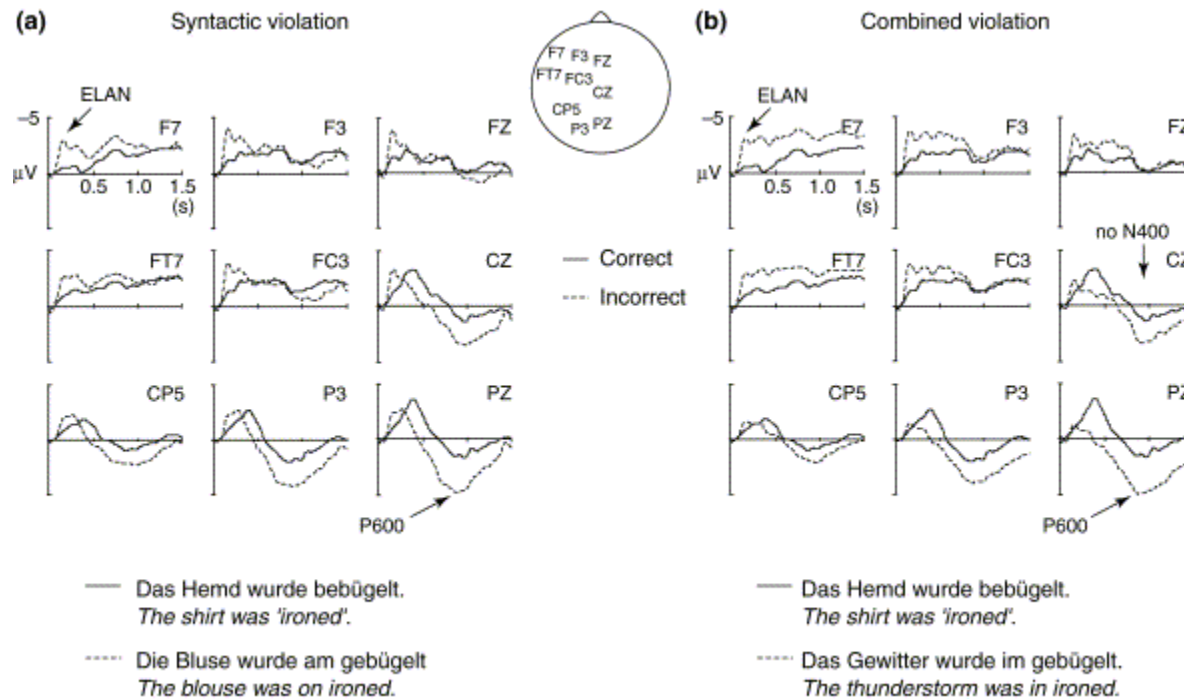 (a) Syntactic violation
(b) Combined violation
F7 F3 FZ
FT7 FC3
CZ
CP5
P3 PZ
ELAN
–5
F7
F3
FZ
μV
0.5 1.0 1.5
(s)
FT7
FC3
CZ
CP5
P3
PZ
P600
Correct
Incorrect
ELAN
–5
F7
F3
FZ
μV
0.5 1.0 1.5
(s)
no N400
FT7
FC3
CZ
CP5
P3
PZ
P600
Das Hemd wurde bebügelt.
The shirt was 'ironed'.
Die Bluse wurde am gebügelt
The blouse was on ironed.
Das Hemd wurde bebügelt.
The shirt was 'ironed'.
Das Gewitter wurde im gebügelt.
The thunderstorm was in ironed.